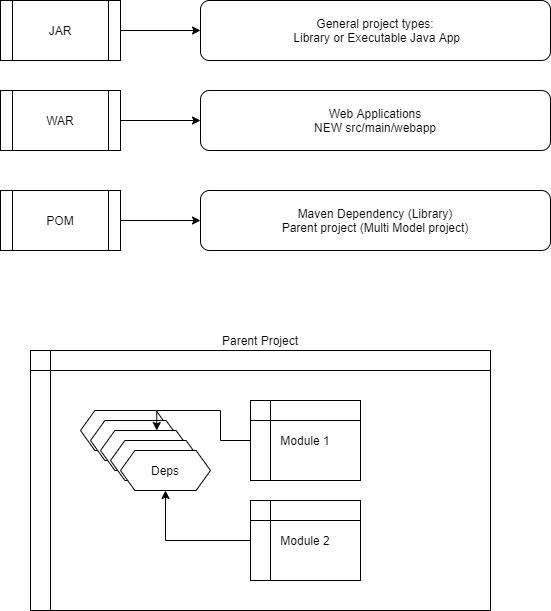 JAR
General project types:
Library or Executable Java App
WAR
Web Applications
NEW src/main/webapp
POM
Maven Dependency (Library)
Parent project (Multi Model project)
Parent Project
Module 1
Deps
Module 2